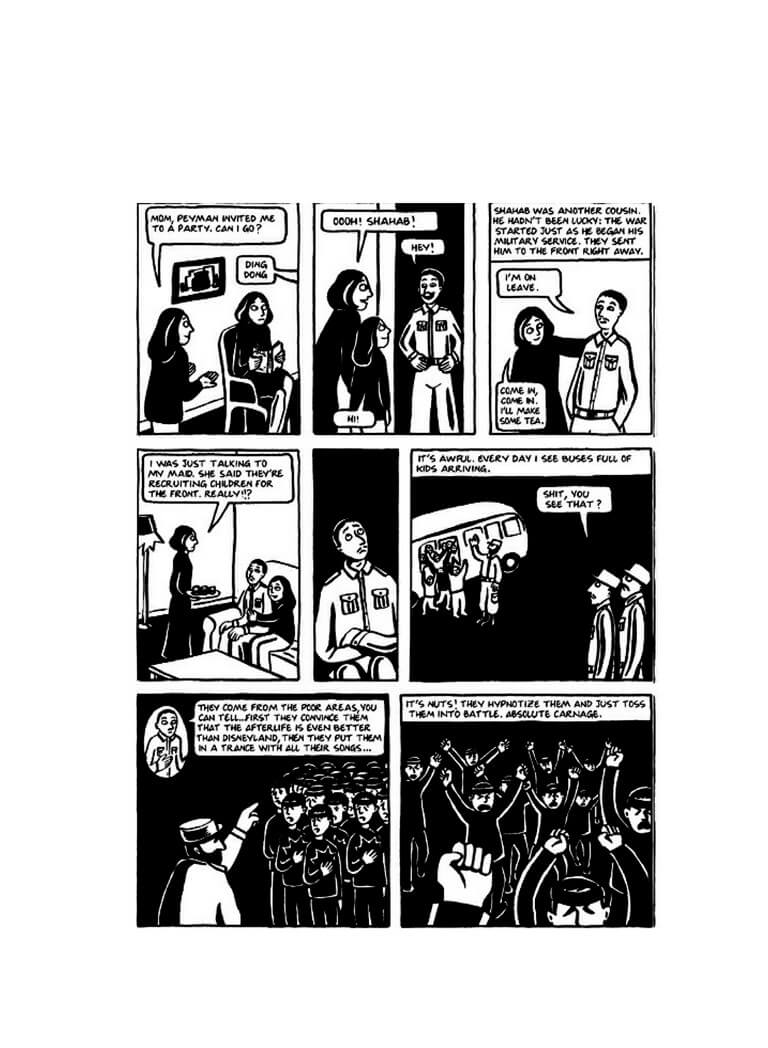 MOM, PEYMAN INVITED ME
TO A PARTY. CAN I GO?
DING
DONG
OOOH! SHAHAB!
HEY!
HI!
SHAHAB WAS ANOTHER COUSIN.
HE HADN'T BEEN LUCKY: THE WAR
STARTED JUST AS HE BEGAN HIS
MILITARY SERVICE. THEY SENT
HIM TO THE FRONT RIGHT AWAY.
I'M ON
LEAVE.
COME IN,
COME IN.
I'LL MAKE
SOME TEA.
I WAS JUST TALKING TO
MY MAID. SHE SAID THEY'RE
RECRUITING CHILDREN FOR
THE FRONT. REALLY!!?
IT'S AWFUL. EVERY DAY I SEE BUSES FULL OF
KIDS ARRIVING.
SHIT, YOU
SEE THAT?
THEY COME FROM THE POOR AREAS, YOU
CAN TELL...FIRST THEY CONVINCE THEM
THAT THE AFTERLIFE IS EVEN BETTER
THAN DISNEYLAND, THEN THEY PUT THEM
IN A TRANCE WITH ALL THEIR SONGS...
IT'S NUTS! THEY HYPNOTIZE THEM AND JUST TOSS
THEM INTO BATTLE. ABSOLUTE CARNAGE.